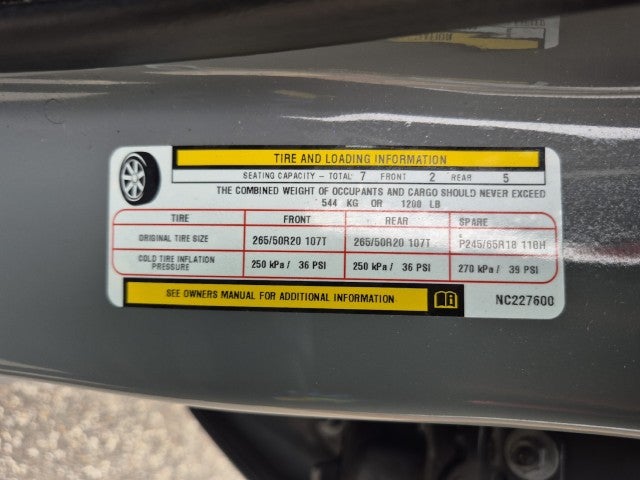 TIRE AND LOADING INFORMATION
SEATING CAPACITY - TOTAL 7 FRONT 2 REAR 5
THE COMBINED WEIGHT OF OCCUPANTS AND CARGO SHOULD NEVER EXCEED
544 KG OR 1200 LB
TIRE FRONT REAR SPARE
ORIGINAL TIRE SIZE 265/50R20 107T 265/50R20 107T P245/65R18 110H
COLD TIRE INFLATION PRESSURE 250 kPa / 36 PSI 250 kPa / 36 PSI 270 kPa / 39 PSI
SEE OWNERS MANUAL FOR ADDITIONAL INFORMATION
NC227600